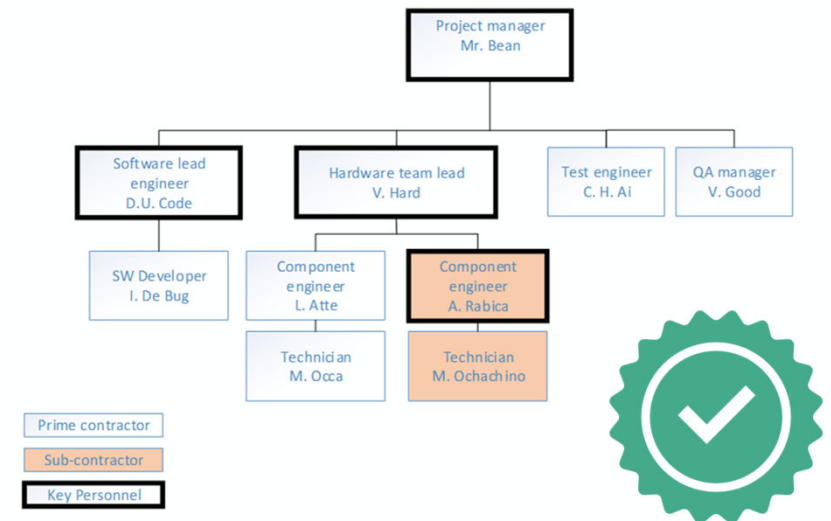 Project manager
Mr. Bean
Software lead
engineer
D.U. Code
Hardware team lead
V. Hard
Test engineer
C. H. Ai
QA manager
V. Good
SW Developer
I. De Bug
Component
engineer
L. Atte
Component
engineer
A. Rabica
Technician
M. Occa
Technician
M. Ochachino
Prime contractor
Sub-contractor
Key Personnel